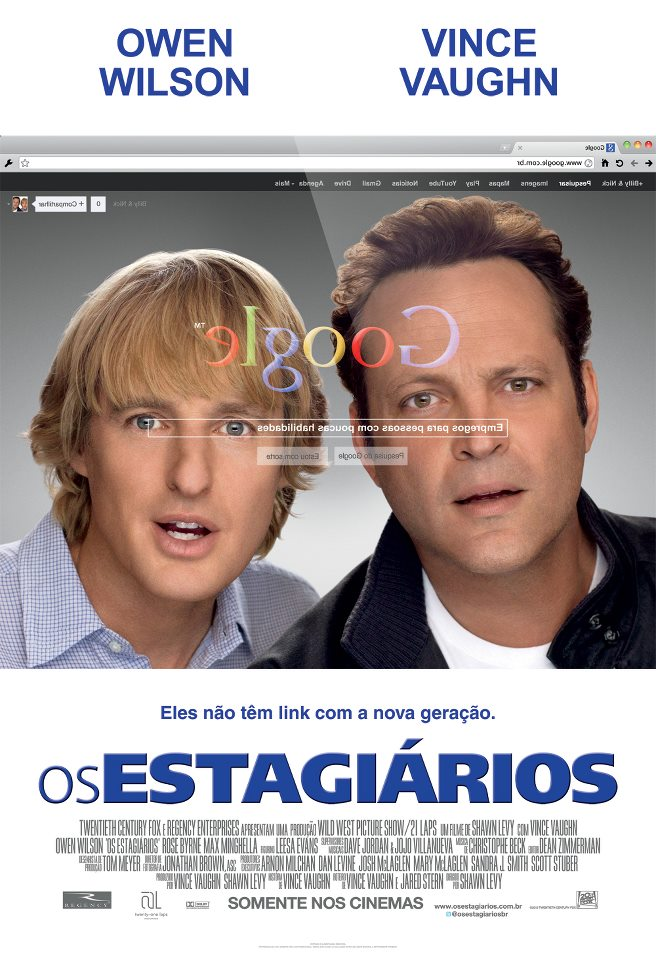 OWEN WILSON
VINCE VAUGHN
Google
www.google.com.br
+Billy & Nick Pesquisar Imagens Mapas Play YouTube Notícias Gmail Drive Agenda Mais
Billy & Nick 0 + Compartilhar
Google™
Empregos para pessoas com poucas habilidades
Pesquisa do Google Estou com sorte
Eles não têm link com a nova geração.
OS ESTAGIÁRIOS
TWENTIETH CENTURY FOX E REGENCY ENTERPRISES APRESENTAM UMA PRODUÇÃO WILD WEST PICTURE SHOW/21 LAPS UM FILME DE SHAWN LEVY COM VINCE VAUGHN
OWEN WILSON "OS ESTAGIÁRIOS" ROSE BYRNE MAX MINGHELLA FIGURINO LEESA EVANS SUPERVISORES MUSICAIS DAVE JORDAN E JOJO VILLANUEVA MÚSICA DE CHRISTOPHE BECK EDITOR DEAN ZIMMERMAN
DESENHISTA DE PRODUÇÃO TOM MEYER DIRETOR DE FOTOGRAFIA JONATHAN BROWN, ASC PRODUTORES EXECUTIVOS ARNON MILCHAN DAN LEVINE JOSH McLAGLEN MARY McLAGLEN SANDRA J. SMITH SCOTT STUBER
PRODUZIDO POR VINCE VAUGHN SHAWN LEVY HISTÓRIA DE VINCE VAUGHN ROTEIRO DE VINCE VAUGHN E JARED STERN DIRIGIDO POR SHAWN LEVY
REGENCY
twenty-one laps
DOLBY
SOMENTE NOS CINEMAS
www.osestagiarios.com.br
@osestagiariosbr